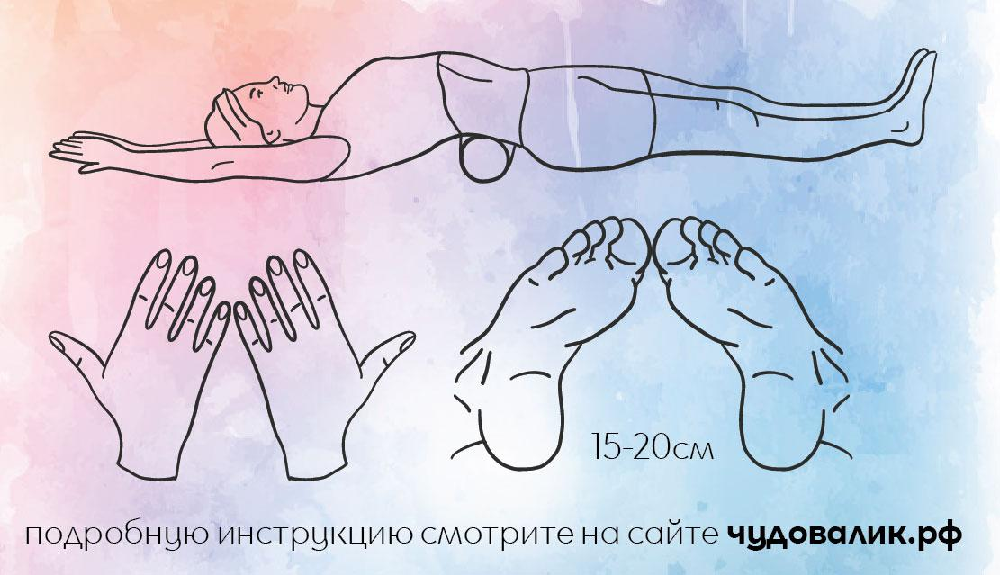 15-20см
подробную инструкцию смотрите на сайте чудовалик.рф